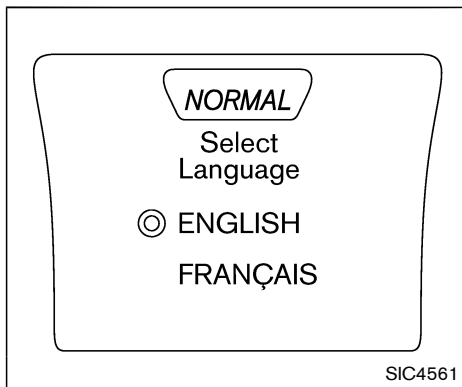 NORMAL
Select
Language
ENGLISH
FRANÇAIS
SIC4561